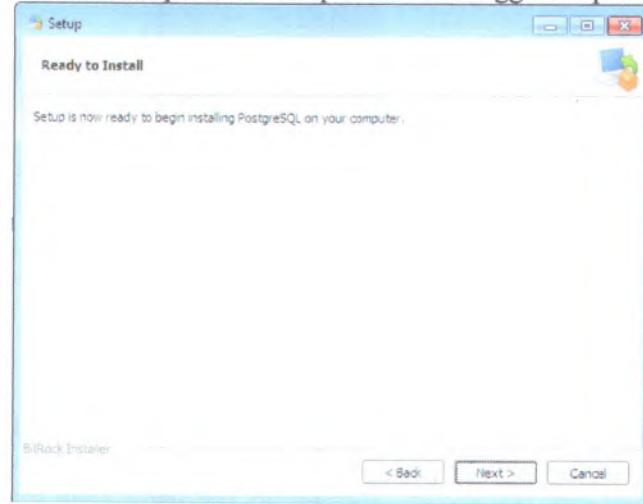 Setup
Ready to Install
Setup is now ready to begin installing PostgreSQL on your computer.
BitRock Installer
< Back
Next >
Cancel